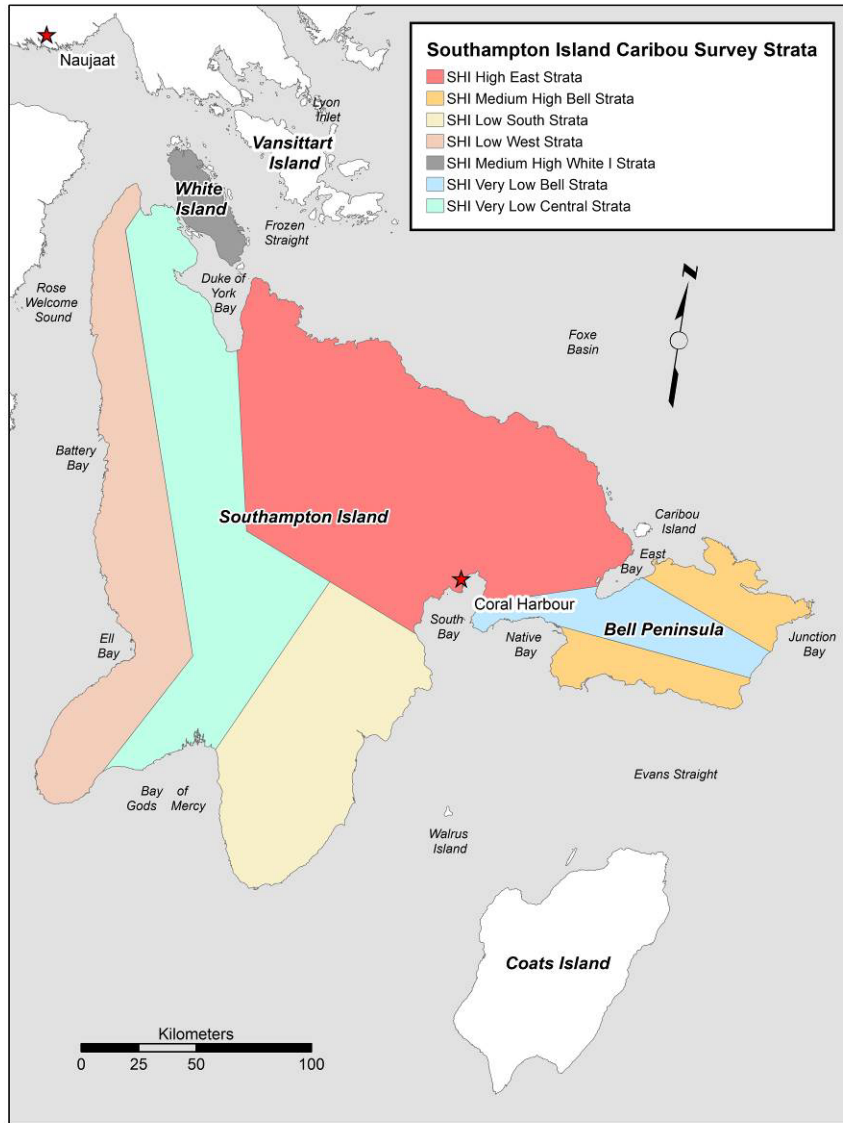 Naujaat
Southampton Island Caribou Survey Strata
SHI High East Strata
SHI Medium High Bell Strata
SHI Low South Strata
SHI Low West Strata
SHI Medium High White I Strata
SHI Very Low Bell Strata
SHI Very Low Central Strata
Lyon
Inlet
Vansittart
Island
White
Island
Frozen
Straight
Duke of
York
Bay
Rose
Welcome
Sound
N
Foxe
Basin
Battery
Bay
Southampton Island
Caribou
Island
East
Bay
Coral Harbour
South
Bay
Native
Bay
Bell Peninsula
Junction
Bay
Ell
Bay
Bay of
Gods Mercy
Evans Straight
Walrus
Island
Coats Island
Kilometers
0 25 50 100